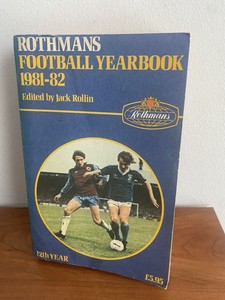 ROTHMANS
FOOTBALL YEARBOOK
1981-82
Edited by Jack Rollin
Rothmans
12th YEAR
£5.95